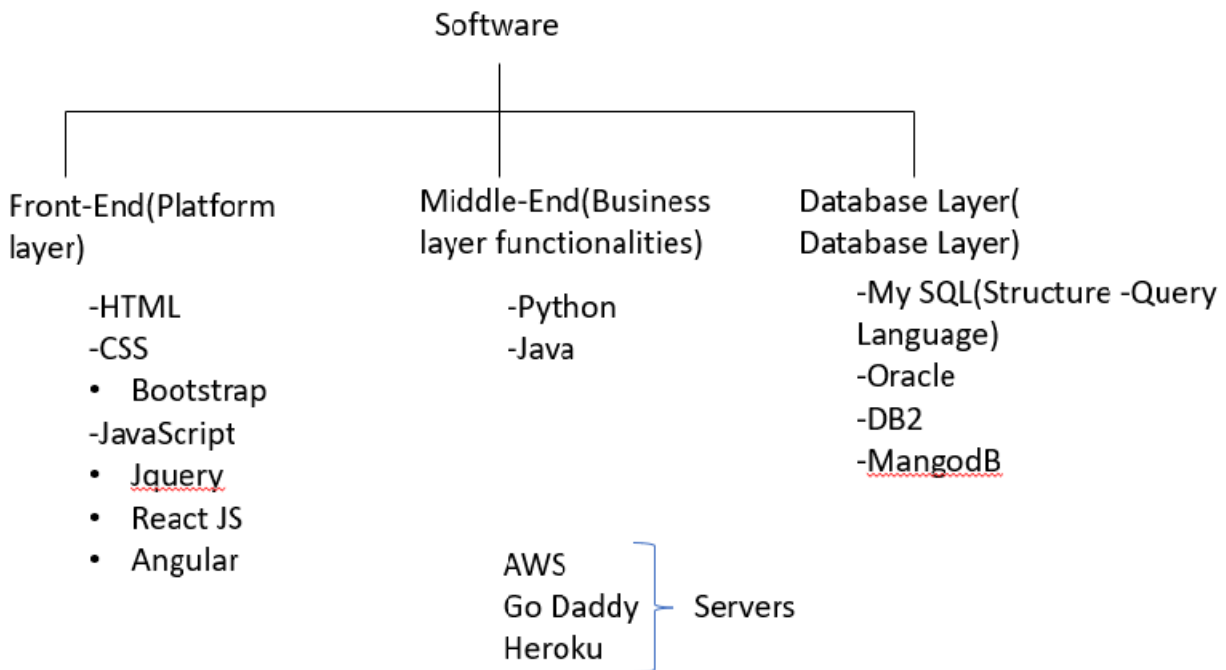 Software
Front-End(Platform
layer)
-HTML
-CSS
• Bootstrap
-JavaScript
• Jquery
• React JS
• Angular
Middle-End(Business
layer functionalities)
-Python
-Java
Database Layer(
Database Layer)
-My SQL(Structure -Query
Language)
-Oracle
-DB2
-MangodB
AWS
Go Daddy
Heroku
Servers